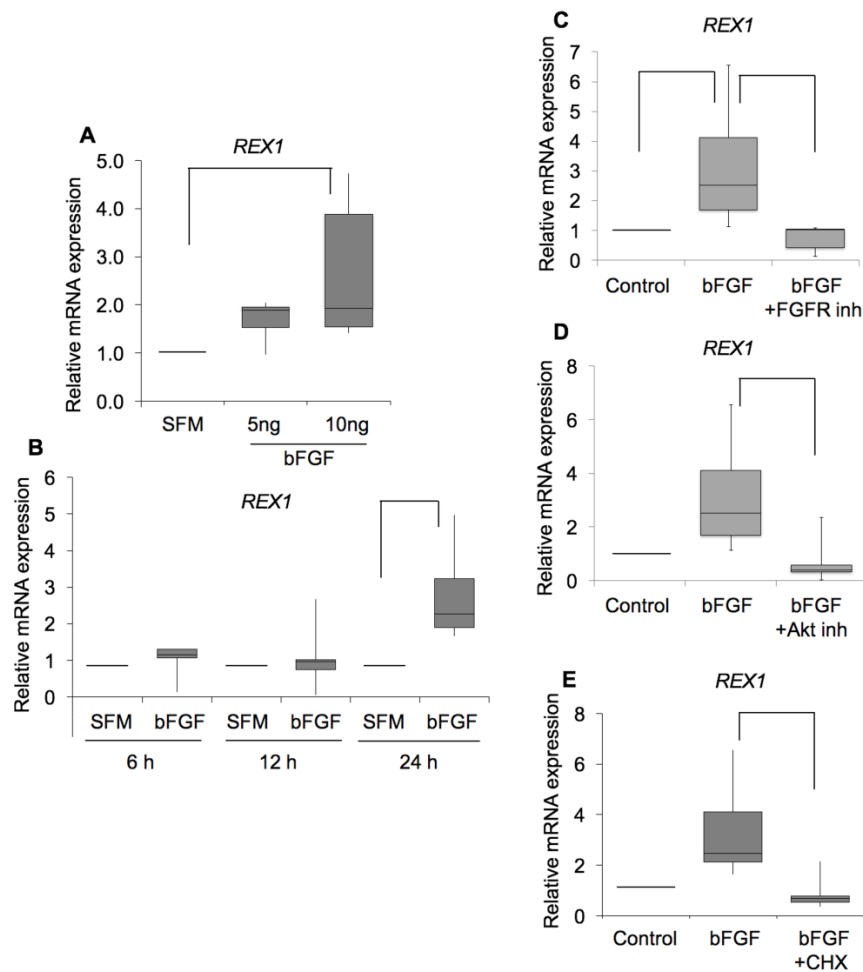 A
REX1
Relative mRNA expression
5.0
4.0
3.0
2.0
1.0
0.0
SFM
5ng
10ng
bFGF
B
REX1
Relative mRNA expression
6
5
4
3
2
1
0
SFM bFGF SFM bFGF SFM bFGF
6 h 12 h 24 h
C
REX1
Relative mRNA expression
7
6
5
4
3
2
1
0
Control bFGF bFGF
+FGFR inh
D
REX1
Relative mRNA expression
8
6
4
2
0
Control bFGF bFGF
+Akt inh
E
REX1
Relative mRNA expression
8
6
4
2
0
Control bFGF bFGF
+CHX